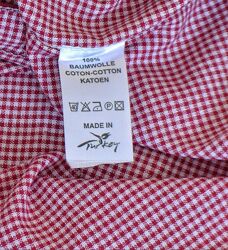 100%
BAUMWOLLE
COTON-COTTON
KATOEN
MADE IN
Turkey